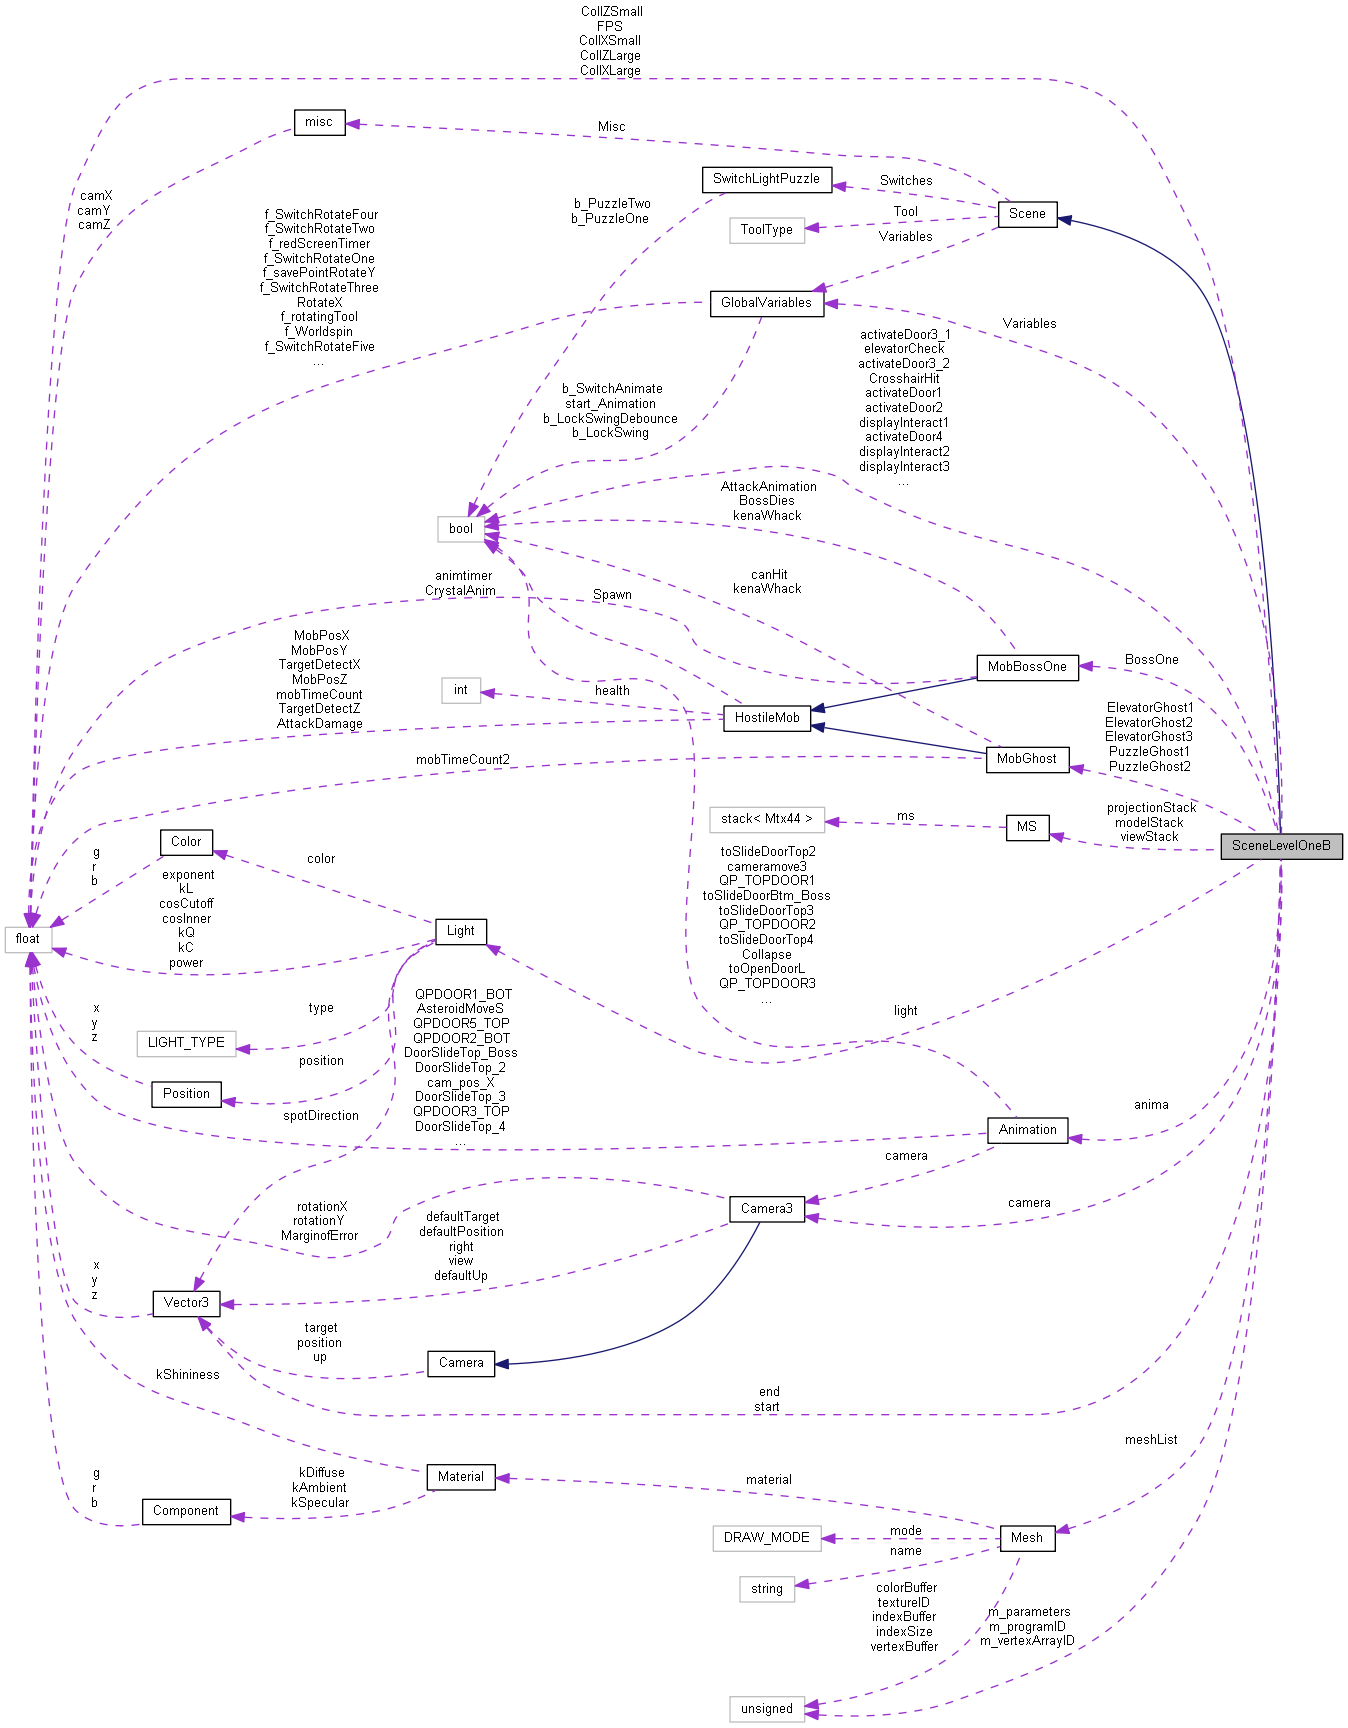 CollZSmall
FPS
CollXSmall
CollZLarge
CollXLarge
misc
Misc
SwitchLightPuzzle
Switches
camX
camY
camZ
b_PuzzleTwo
b_PuzzleOne
Tool
Scene
ToolType
Variables
f_SwitchRotateFour
f_SwitchRotateTwo
f_redScreenTimer
f_SwitchRotateOne
f_savePointRotateY
f_SwitchRotateThree
RotateX
f_rotatingTool
f_Worldspin
f_SwitchRotateFive
...
GlobalVariables
Variables
activateDoor3_1
elevatorCheck
activateDoor3_2
CrosshairHit
activateDoor1
activateDoor2
displayInteract1
activateDoor4
displayInteract2
displayInteract3
...
b_SwitchAnimate
start_Animation
b_LockSwingDebounce
b_LockSwing
AttackAnimation
BossDies
kenaWhack
bool
animtimer
CrystalAnim
Spawn
canHit
kenaWhack
MobPosX
MobPosY
TargetDetectX
MobPosZ
mobTimeCount
TargetDetectZ
AttackDamage
int
health
MobBossOne
BossOne
HostileMob
ElevatorGhost1
ElevatorGhost2
ElevatorGhost3
PuzzleGhost1
PuzzleGhost2
mobTimeCount2
MobGhost
stack< Mtx44 >
ms
MS
projectionStack
modelStack
viewStack
SceneLevelOneB
Color
g
r
b
color
toSlideDoorTop2
cameramove3
QP_TOPDOOR1
toSlideDoorBtm_Boss
toSlideDoorTop3
QP_TOPDOOR2
toSlideDoorTop4
Collapse
toOpenDoorL
QP_TOPDOOR3
...
exponent
kL
cosCutoff
cosInner
kQ
kC
power
float
Light
light
type
LIGHT_TYPE
position
x
y
z
Position
QPDOOR1_BOT
AsteroidMoveS
QPDOOR5_TOP
QPDOOR2_BOT
DoorSlideTop_Boss
DoorSlideTop_2
cam_pos_X
DoorSlideTop_3
QPDOOR3_TOP
DoorSlideTop_4
...
spotDirection
Animation
anima
camera
rotationX
rotationY
MarginofError
Camera3
camera
defaultTarget
defaultPosition
right
view
defaultUp
x
y
z
Vector3
target
position
up
Camera
kShininess
end
start
meshList
g
r
b
Component
kDiffuse
kAmbient
kSpecular
Material
material
mode
DRAW_MODE
Mesh
name
string
colorBuffer
textureID
indexBuffer
indexSize
vertexBuffer
m_parameters
m_programID
m_vertexArrayID
unsigned